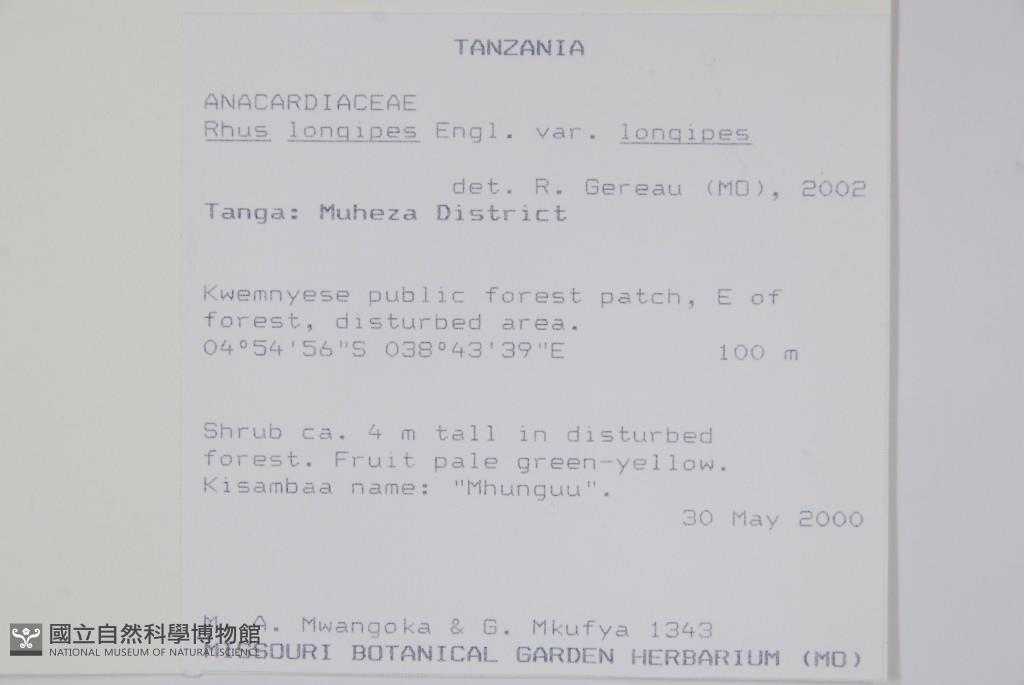 TANZANIA
ANACARDIACEAE
Rhus longipes Engl. var. longipes
det. R. Gereau (MO), 2002
Tanga: Muheza District
Kwemnyese public forest patch, E of
forest, disturbed area.
04°54'56"S 038°43'39"E 100 m
Shrub ca. 4 m tall in disturbed
forest. Fruit pale green-yellow.
Kisambaa name: "Mhunguu".
30 May 2000
M. A. Mwangoka & G. Mkufya 1343
MISSOURI BOTANICAL GARDEN HERBARIUM (MO)
國立自然科學博物館
NATIONAL MUSEUM OF NATURAL SCIENCE